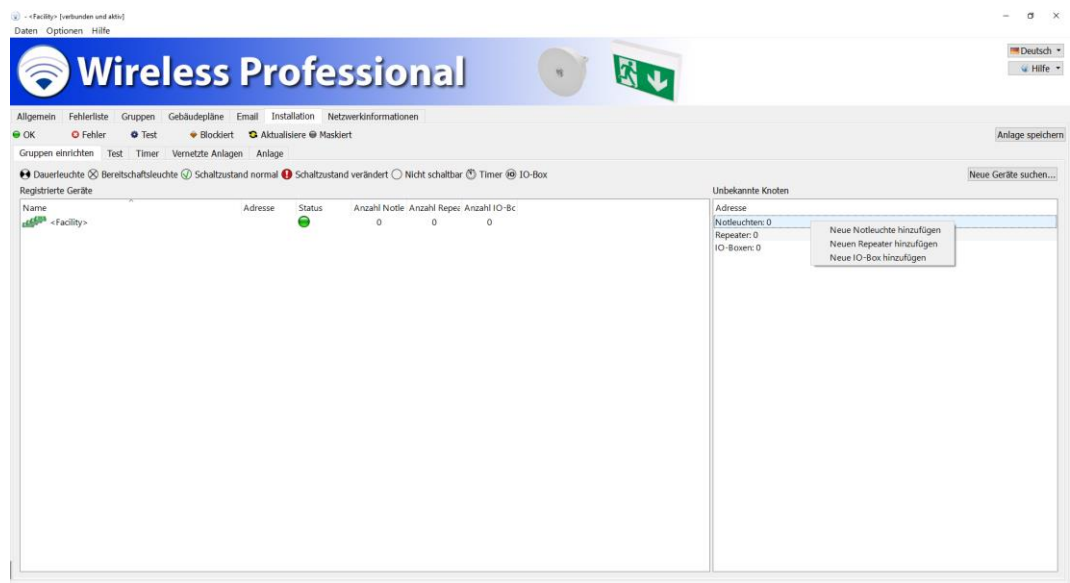 - <Facility> [verbunden und aktiv]
Daten Optionen Hilfe
Wireless Professional
Deutsch
Hilfe
Allgemein Fehlerliste Gruppen Gebäudepläne Email Installation Netzwerkinformationen
OK Fehler Test Blockiert Aktualisiere Maskiert Anlage speichern
Gruppen einrichten Test Timer Vernetzte Anlagen Anlage
Dauerleuchte Bereitschaftsleuchte Schaltzustand normal Schaltzustand verändert Nicht schaltbar Timer IO-Box Neue Geräte suchen...
Registrierte Geräte Unbekannte Knoten
Name Adresse Status Anzahl Notle Anzahl Repea Anzahl IO-Bc Adresse
<Facility> 0 0 0 Notleuchten: 0
Repeater: 0
IO-Boxen: 0
Neue Notleuchte hinzufügen
Neuen Repeater hinzufügen
Neue IO-Box hinzufügen